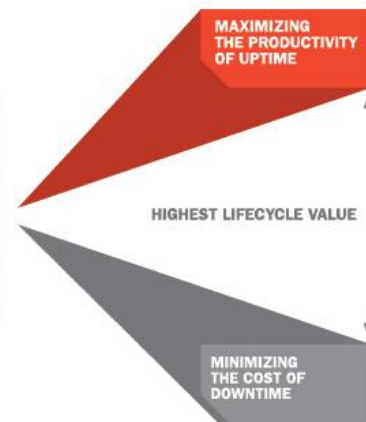 MAXIMIZING
THE PRODUCTIVITY
OF UPTIME
HIGHEST LIFECYCLE VALUE
MINIMIZING
THE COST OF
DOWNTIME